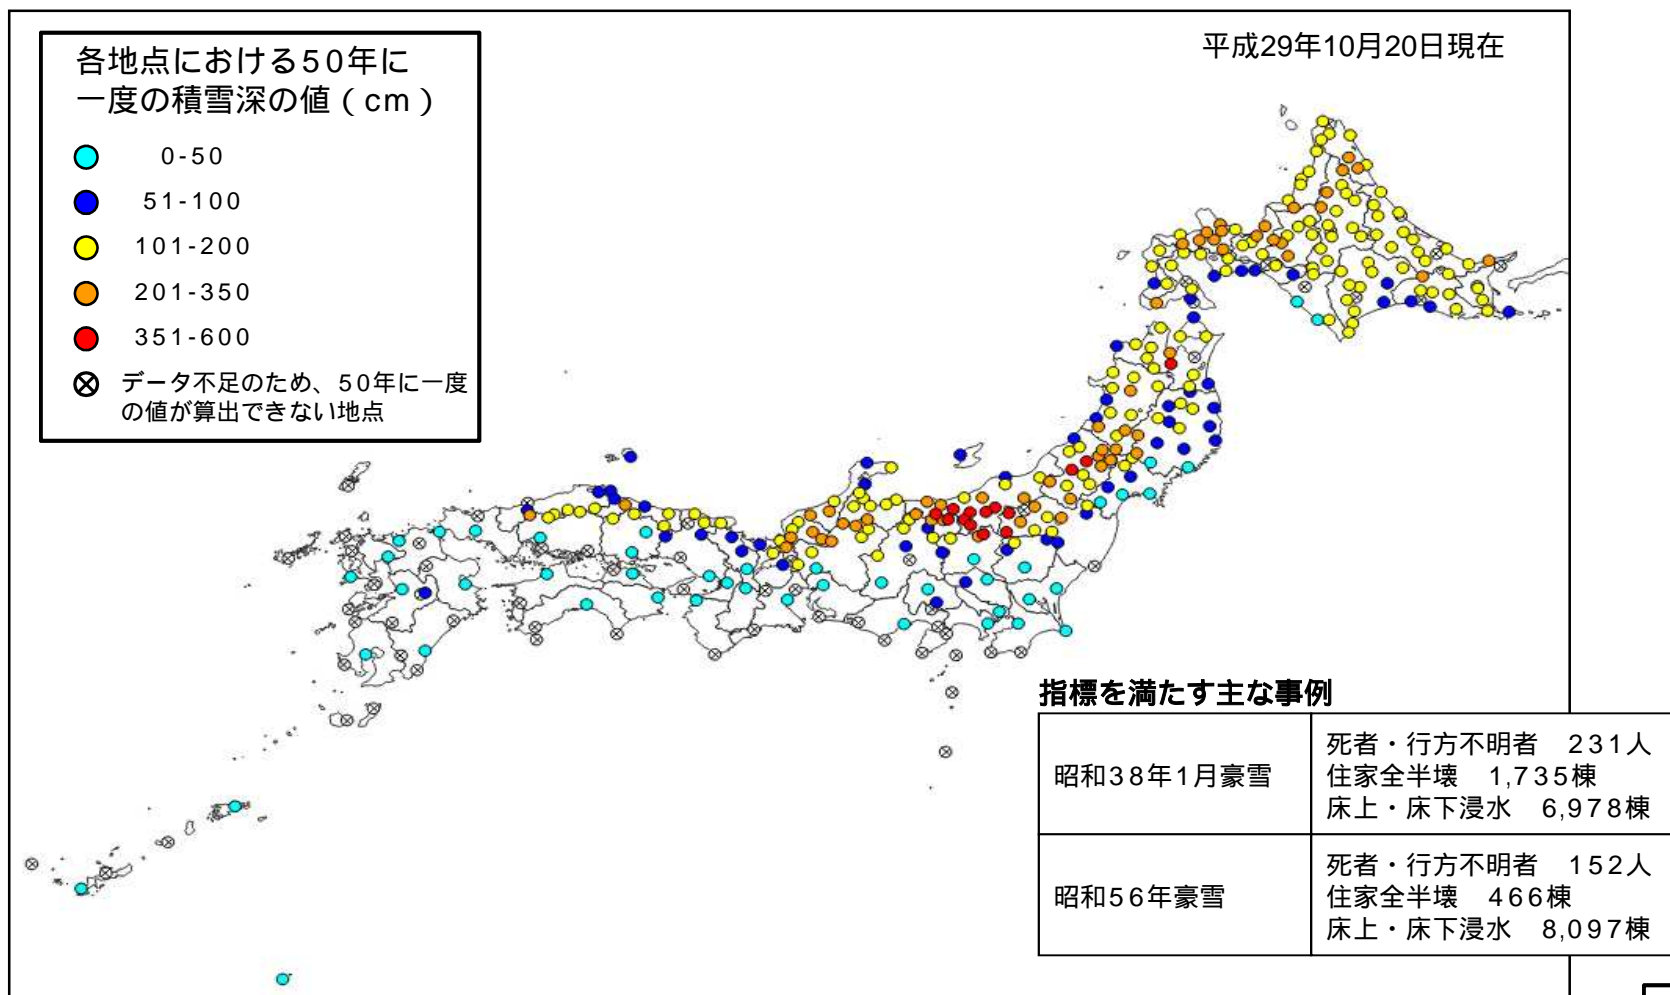 各地点における50年に
一度の積雪深の値(cm)
0-50
51-100
101-200
201-350
351-600
データ不足のため、50年に一度
の値が算出できない地点
平成29年10月20日現在
指標を満たす主な事例
昭和38年1月豪雪
死者・行方不明者 231人
住家全半壊 1,735棟
床上・床下浸水 6,978棟
昭和56年豪雪
死者・行方不明者 152人
住家全半壊 466棟
床上・床下浸水 8,097棟